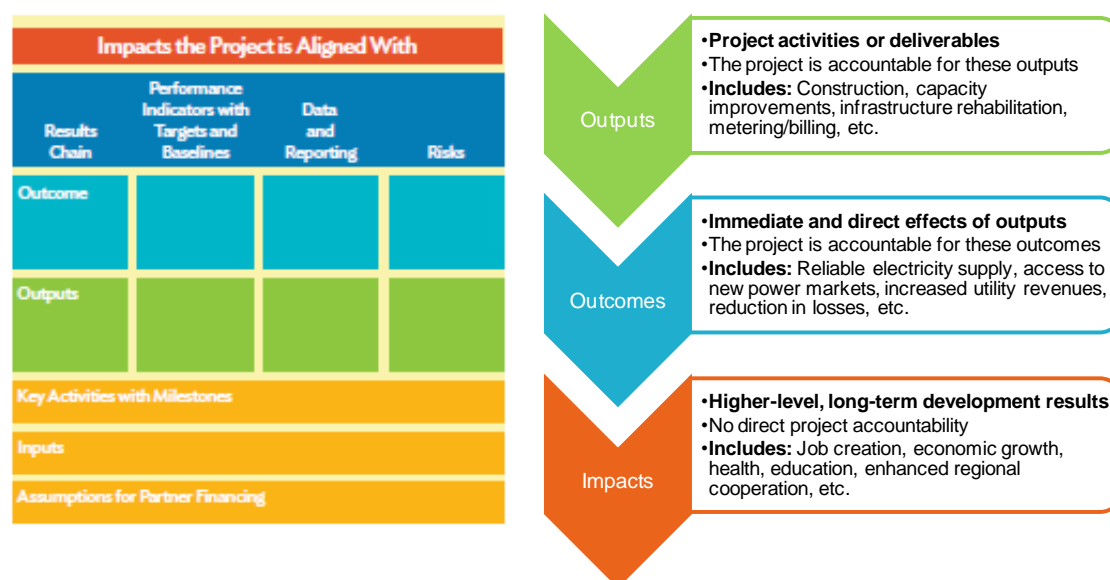 Impacts the Project is Aligned With
Results
Chain
Performance
Indicators with
Targets and
Baselines
Data
and
Reporting
Risks
Outcome
Outputs
Key Activities with Milestones
Inputs
Assumptions for Partner Financing
Outputs
•Project activities or deliverables
•The project is accountable for these outputs
•Includes: Construction, capacity
improvements, infrastructure rehabilitation,
metering/billing, etc.
Outcomes
•Immediate and direct effects of outputs
•The project is accountable for these outcomes
•Includes: Reliable electricity supply, access to
new power markets, increased utility revenues,
reduction in losses, etc.
Impacts
•Higher-level, long-term development results
•No direct project accountability
•Includes: Job creation, economic growth,
health, education, enhanced regional
cooperation, etc.